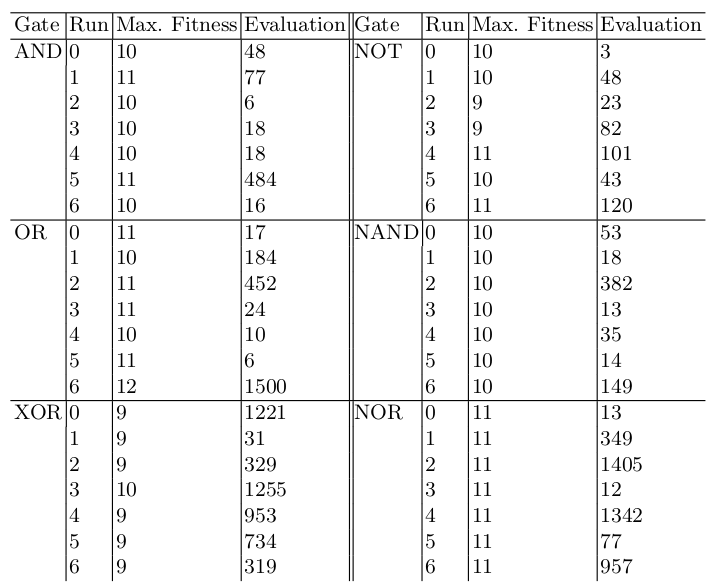 Gate Run Max. Fitness Evaluation Gate Run Max. Fitness Evaluation
AND 0 10 48 NOT 0 10 3
1 11 77 1 10 48
2 10 6 2 9 23
3 10 18 3 9 82
4 10 18 4 11 101
5 11 484 5 10 43
6 10 16 6 11 120
OR 0 11 17 NAND 0 10 53
1 10 184 1 10 18
2 11 452 2 10 382
3 11 24 3 10 13
4 10 10 4 10 35
5 11 6 5 10 14
6 12 1500 6 10 149
XOR 0 9 1221 NOR 0 11 13
1 9 31 1 11 349
2 9 329 2 11 1405
3 10 1255 3 11 12
4 9 953 4 11 1342
5 9 734 5 11 77
6 9 319 6 11 957